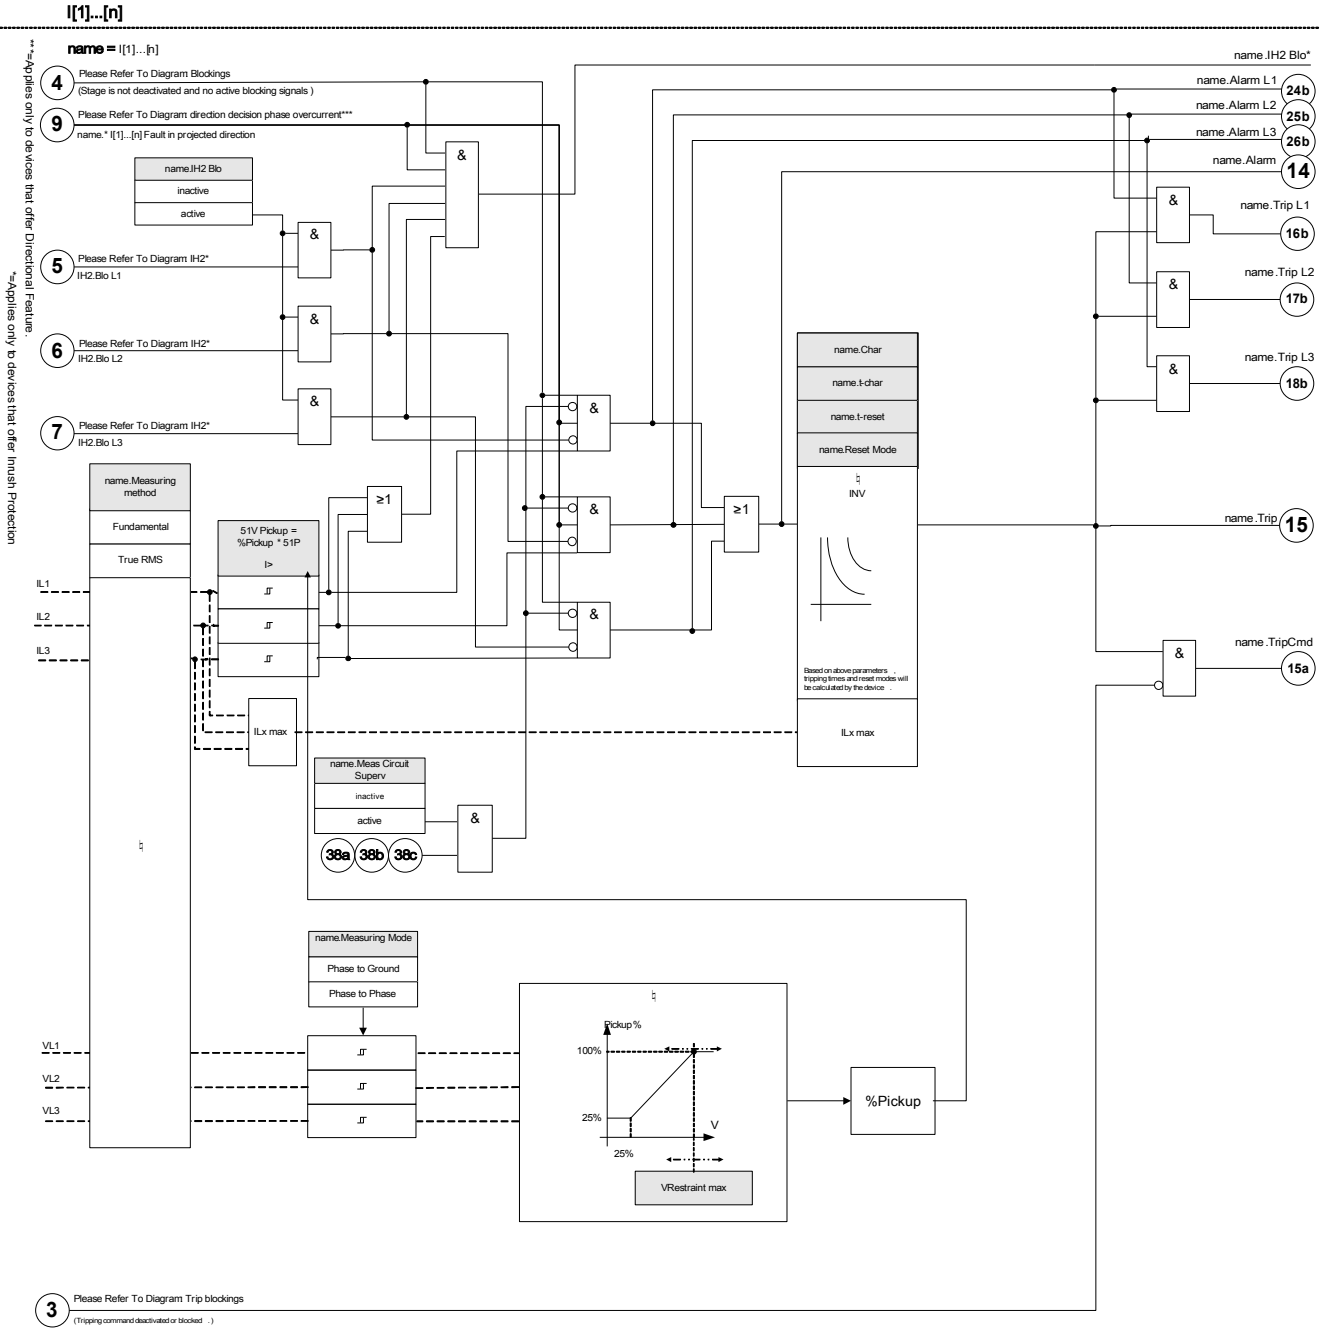 I[1]...[n]
name = I[1]...[n]
***=Applies only to devices that offer Directional Feature.
*=Applies only to devices that offer Inrush Protection
4
Please Refer To Diagram: Blockings
(Stage is not deactivated and no active blocking signals )
9
Please Refer To Diagram: direction decision phase overcurrent***
name.* I[1]...[n] Fault in projected direction
name.IH2 Blo
inactive
active
&
&
5
Please Refer To Diagram: IH2*
IH2.Blo L1
&
6
Please Refer To Diagram: IH2*
IH2.Blo L2
&
7
Please Refer To Diagram: IH2*
IH2.Blo L3
name.IH2 Blo*
name.Alarm L1
24b
name.Alarm L2
25b
name.Alarm L3
26b
name.Alarm
14
&
name.Trip L1
16b
&
name.Trip L2
17b
&
name.Trip L3
18b
name.Char
name.t-char
name.t-reset
name.Reset Mode
INV
Based on above parameters ,
tripping times and reset modes will
be calculated by the device .
ILx max
&
&
&
≥1
≥1
name.Trip
15
name.Measuring
method
Fundamental
True RMS
51V Pickup =
%Pickup * 51P
I>
IL1
IL2
IL3
ILx max
&
name.TripCmd
15a
name.Meas Circuit
Superv
inactive
active
&
38a
38b
38c
name.Measuring Mode
Phase to Ground
Phase to Phase
VL1
VL2
VL3
Pickup %
100%
25%
25%
V
VRestraint max
%Pickup
3
Please Refer To Diagram: Trip blockings
(Tripping command deactivated or blocked . )